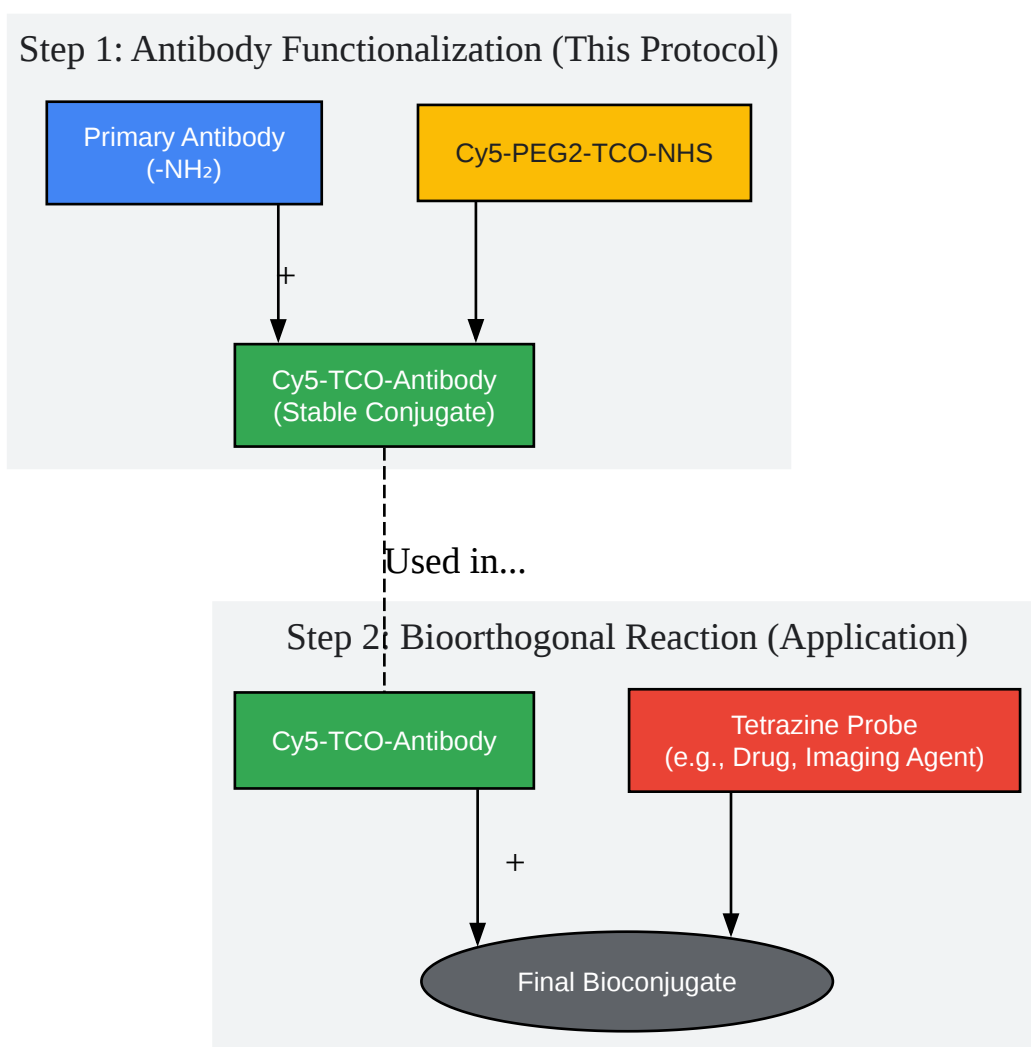 Step 1: Antibody Functionalization (This Protocol)
Primary Antibody
(-NH₂)
Cy5-PEG2-TCO-NHS
+
Cy5-TCO-Antibody
(Stable Conjugate)
Used in...
Step 2: Bioorthogonal Reaction (Application)
Cy5-TCO-Antibody
Tetrazine Probe
(e.g., Drug, Imaging Agent)
+
Final Bioconjugate